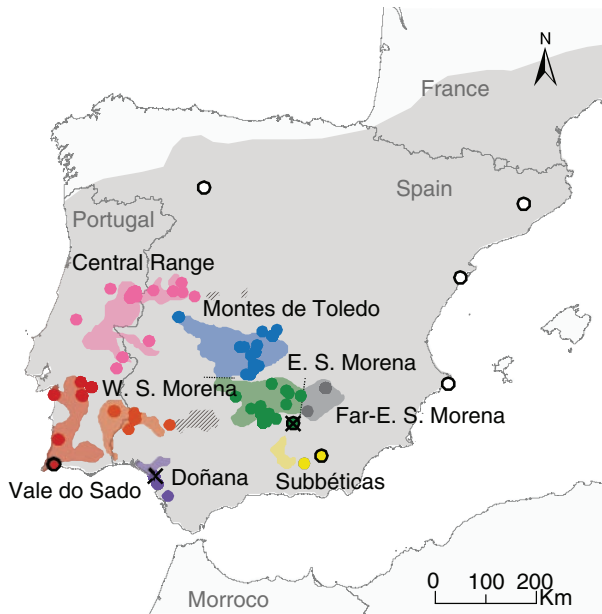 N
France
Spain
Portugal
Central Range
Montes de Toledo
E. S. Morena
W. S. Morena
Far-E. S. Morena
Doñana
Subbéticas
Vale do Sado
0 100 200
Km
Morroco